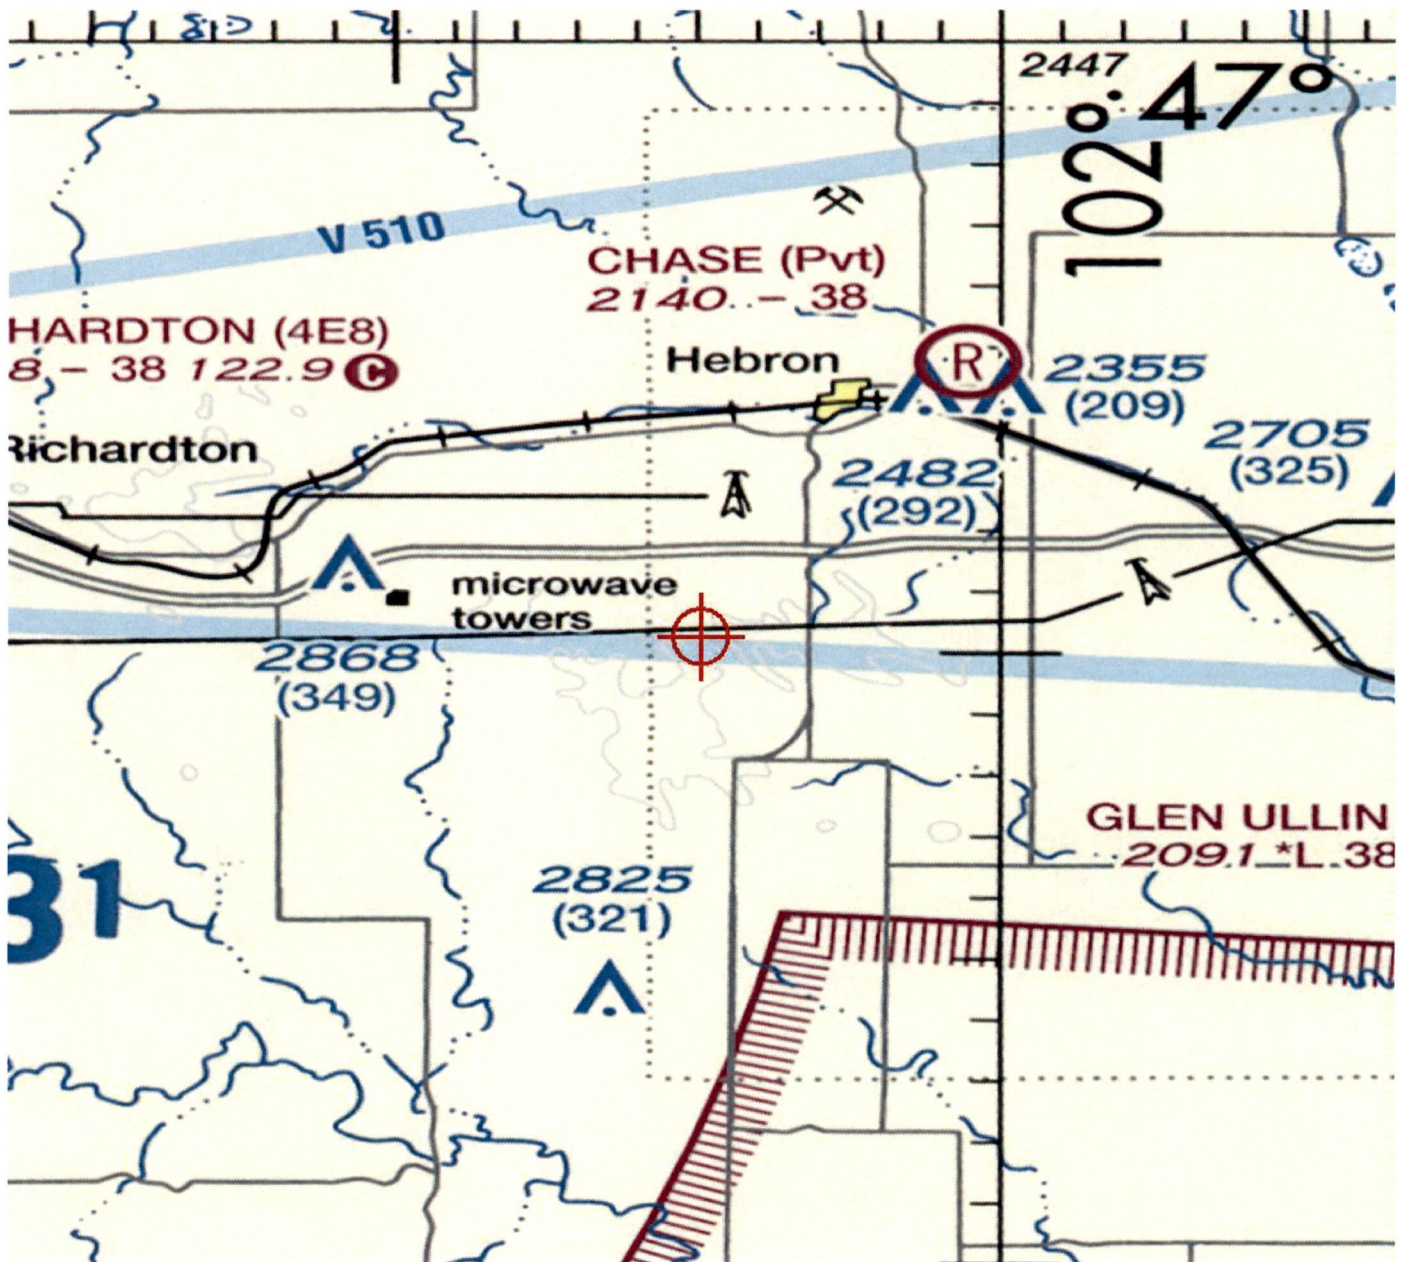 2447
47°
102°
V 510
CHASE (Pvt)
2140 - 38
HARDTON (4E8)
8 - 38 122.9 C
Hebron
R
2355
(209)
Richardton
2705
(325)
2482
(292)
microwave
towers
2868
(349)
GLEN ULLIN
2091 *L 38
2825
(321)
31